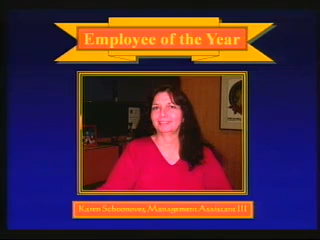 Employee of the Year
Karen Schoonover, Management Assistant III